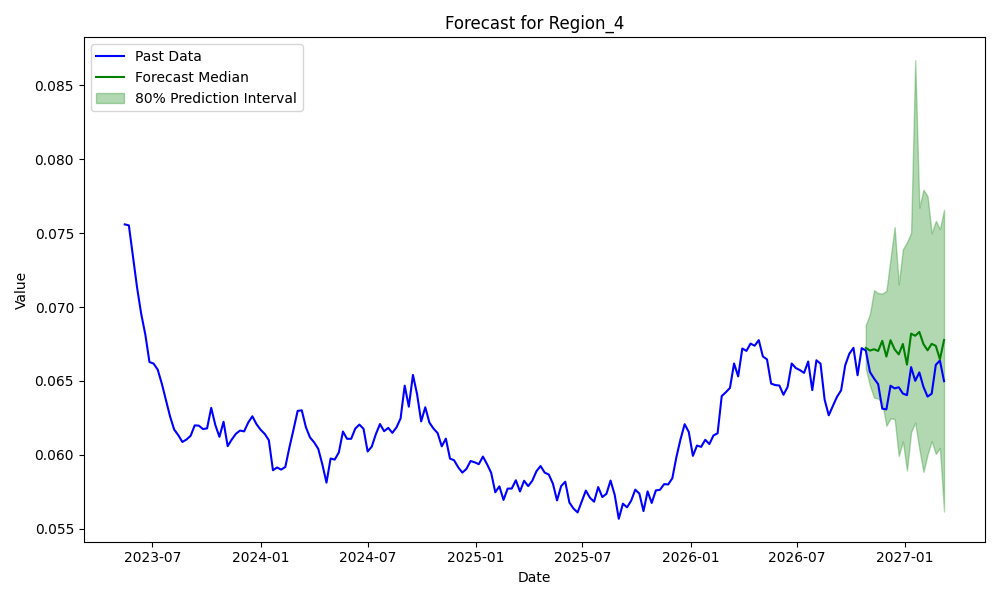 Forecast for Region_4
Past Data
Forecast Median
80% Prediction Interval
0.085
0.080
0.075
0.070
0.065
0.060
0.055
Value
2023-07
2024-01
2024-07
2025-01
2025-07
2026-01
2026-07
2027-01
Date